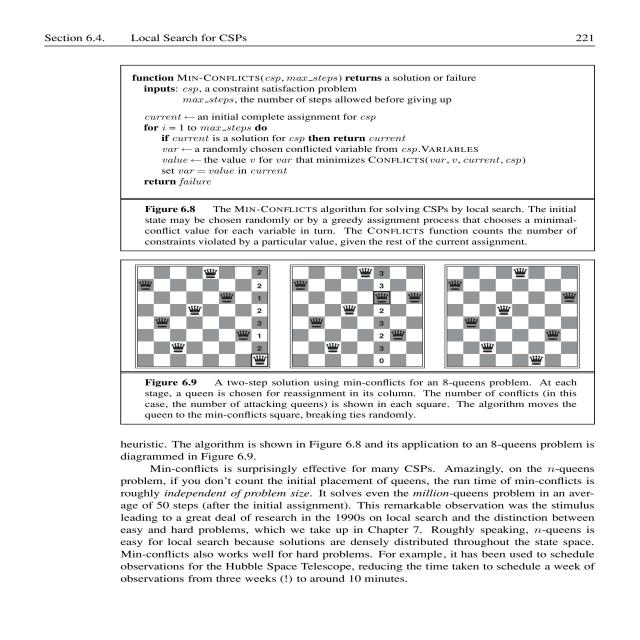 Section 6.4. Local Search for CSPs 221
function MIN-CONFLICTS(csp, max_steps) returns a solution or failure
inputs: csp, a constraint satisfaction problem
max_steps, the number of steps allowed before giving up
current ← an initial complete assignment for csp
for i = 1 to max_steps do
if current is a solution for csp then return current
var ← a randomly chosen conflicted variable from csp.VARIABLES
value ← the value v for var that minimizes CONFLICTS(var, v, current, csp)
set var = value in current
return failure
Figure 6.8 The MIN-CONFLICTS algorithm for solving CSPs by local search. The initial
state may be chosen randomly or by a greedy assignment process that chooses a minimal-
conflict value for each variable in turn. The CONFLICTS function counts the number of
constraints violated by a particular value, given the rest of the current assignment.
2 3
2 3
1
2 2
3 3
1 2
2 3
0
Figure 6.9 A two-step solution using min-conflicts for an 8-queens problem. At each
stage, a queen is chosen for reassignment in its column. The number of conflicts (in this
case, the number of attacking queens) is shown in each square. The algorithm moves the
queen to the min-conflicts square, breaking ties randomly.
heuristic. The algorithm is shown in Figure 6.8 and its application to an 8-queens problem is
diagrammed in Figure 6.9.
Min-conflicts is surprisingly effective for many CSPs. Amazingly, on the n-queens
problem, if you don't count the initial placement of queens, the run time of min-conflicts is
roughly independent of problem size. It solves even the million-queens problem in an aver-
age of 50 steps (after the initial assignment). This remarkable observation was the stimulus
leading to a great deal of research in the 1990s on local search and the distinction between
easy and hard problems, which we take up in Chapter 7. Roughly speaking, n-queens is
easy for local search because solutions are densely distributed throughout the state space.
Min-conflicts also works well for hard problems. For example, it has been used to schedule
observations for the Hubble Space Telescope, reducing the time taken to schedule a week of
observations from three weeks (!) to around 10 minutes.